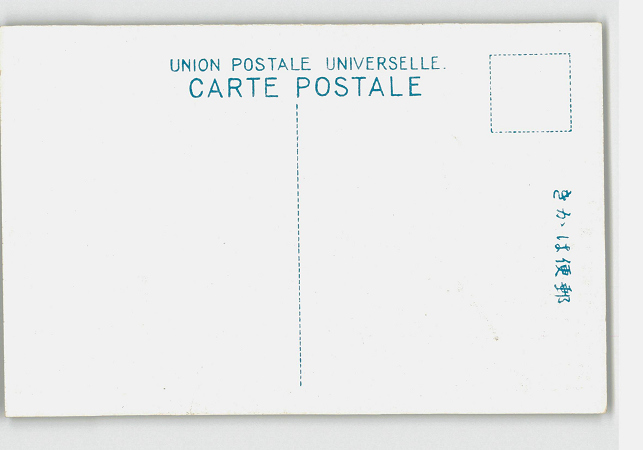 UNION POSTALE UNIVERSELLE.
CARTE POSTALE
郵便はがき